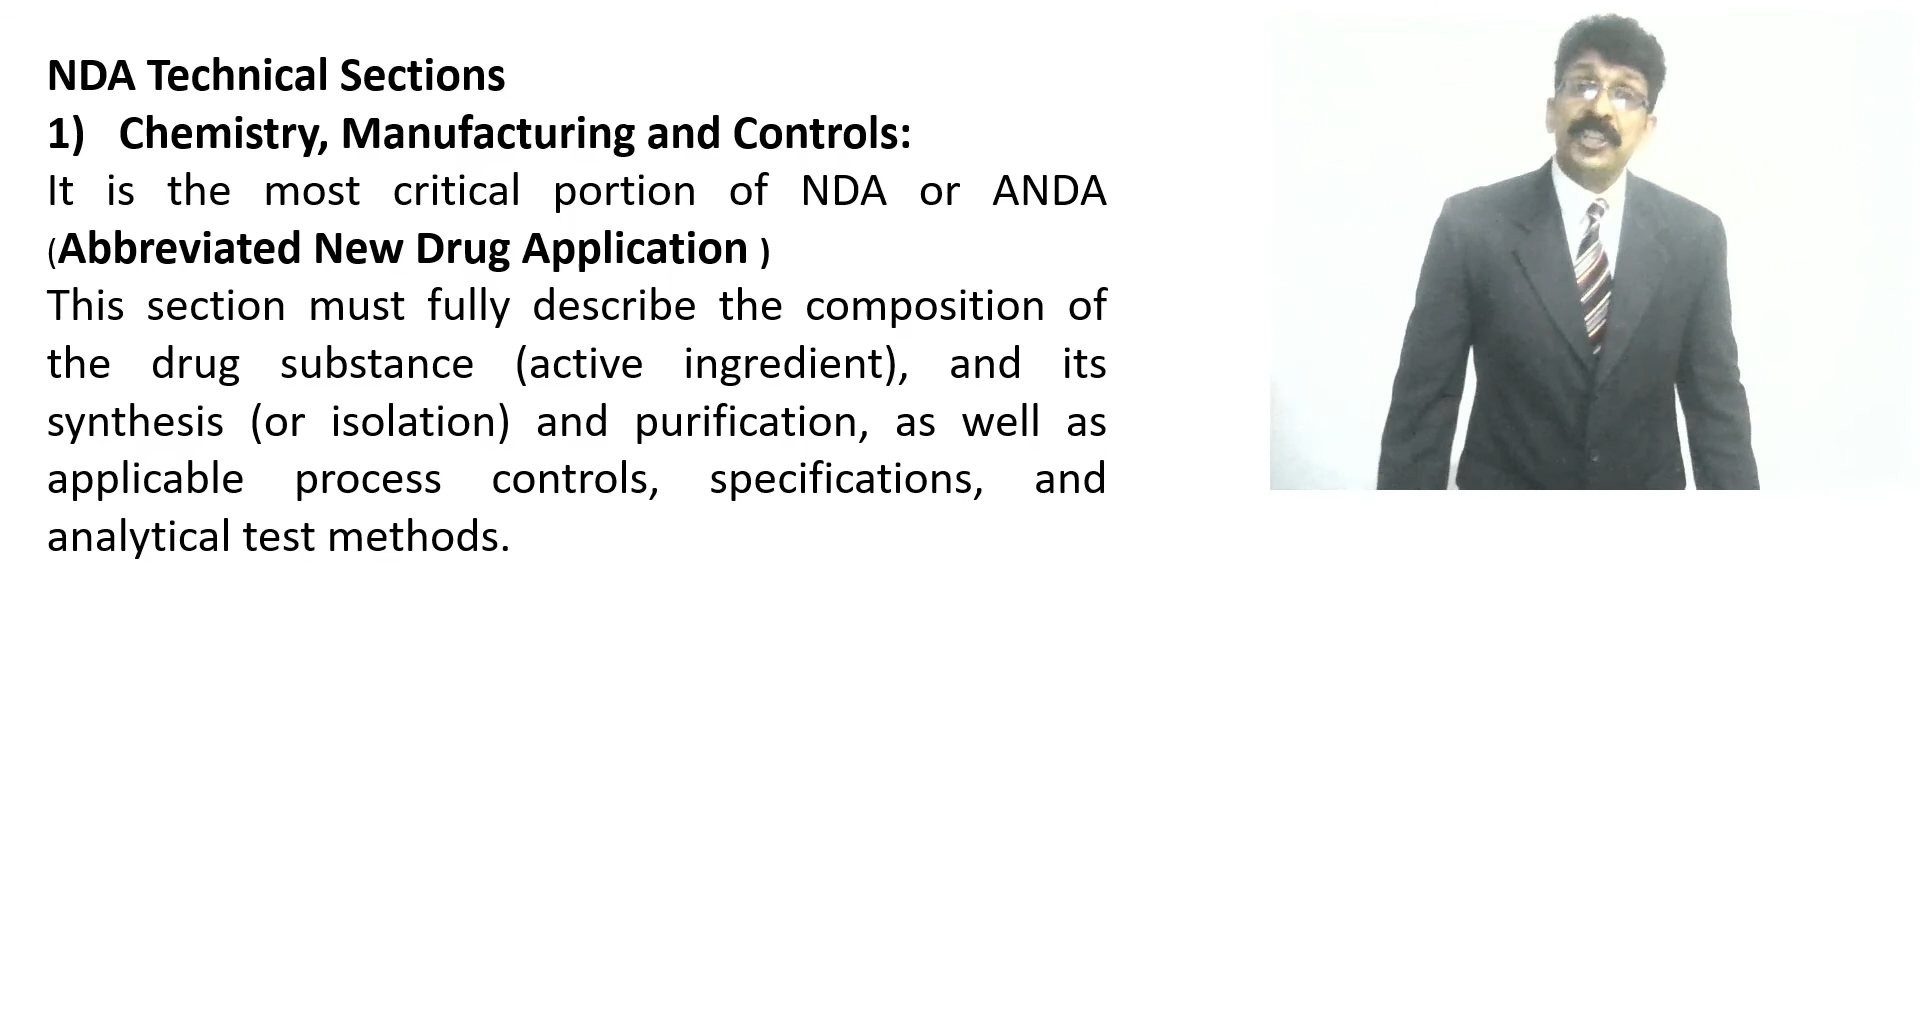 NDA Technical Sections
1) Chemistry, Manufacturing and Controls:
It is the most critical portion of NDA or ANDA
(Abbreviated New Drug Application )
This section must fully describe the composition of
the drug substance (active ingredient), and its
synthesis (or isolation) and purification, as well as
applicable process controls, specifications, and
analytical test methods.